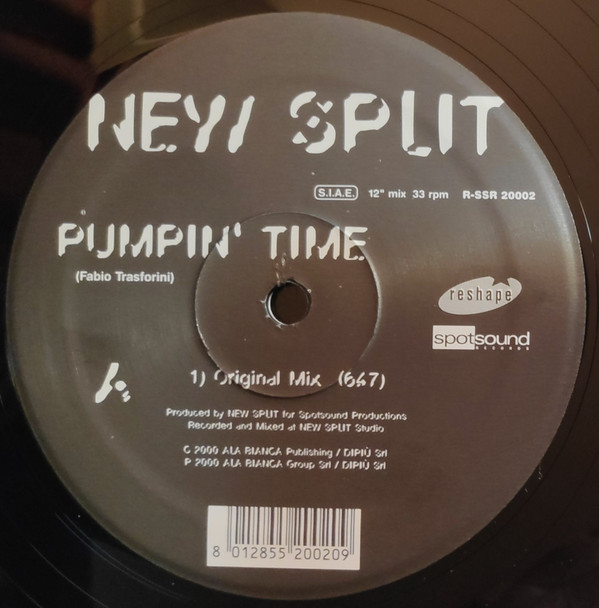 NEW SPLIT
S.I.A.E. 12" mix 33 rpm R-SSR 20002
PUMPIN' TIME
(Fabio Trasforini)
reshape
spotsound
RECORDS
1) Original Mix (6:47)
Produced by NEW SPLIT for Spotsound Productions
Recorded and Mixed at NEW SPLIT Studio
C 2000 ALA BIANCA Publishing / DIPIÙ Srl
P 2000 ALA BIANCA Group Srl / DIPIÙ Srl
8 012855 200209